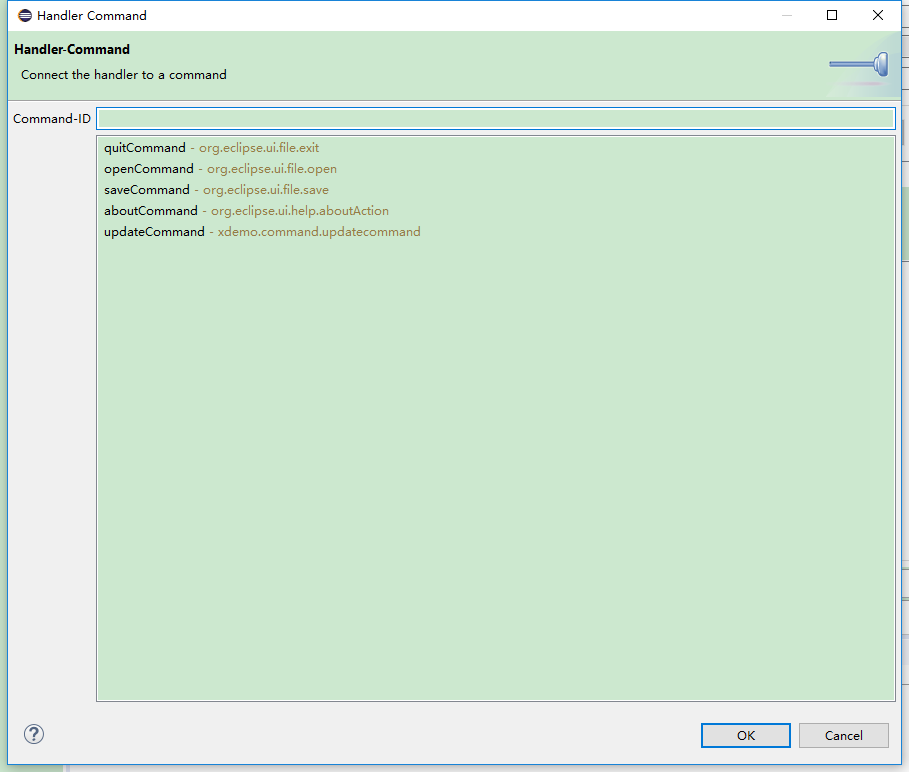 Handler Command
Handler-Command
Connect the handler to a command
Command-ID
quitCommand - org.eclipse.ui.file.exit
openCommand - org.eclipse.ui.file.open
saveCommand - org.eclipse.ui.file.save
aboutCommand - org.eclipse.ui.help.aboutAction
updateCommand - xdemo.command.updatecommand
?
OK Cancel